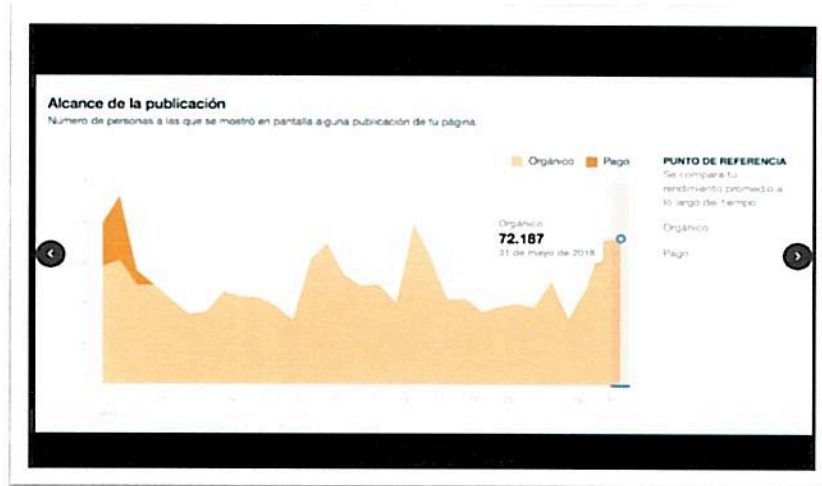 Alcance de la publicación
Número de personas a las que se mostró en pantalla alguna publicación de tu página.
Orgánico
Pago
PUNTO DE REFERENCIA
Se compara tu
rendimiento promedio a
lo largo del tiempo.
Orgánico
Pago
Orgánico
72.187
31 de mayo de 2018